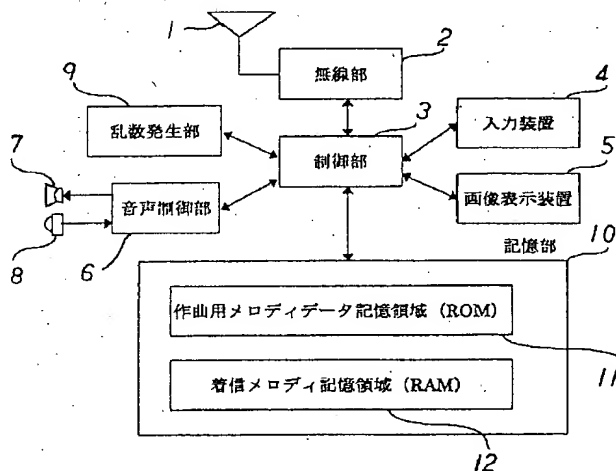 1
2
無線部
9
乱数発生部
3
制御部
4
入力装置
5
画像表示装置
7
8
音声制御部
6
記憶部
10
作曲用メロディデータ記憶領域 (ROM)
11
着信メロディ記憶領域 (RAM)
12